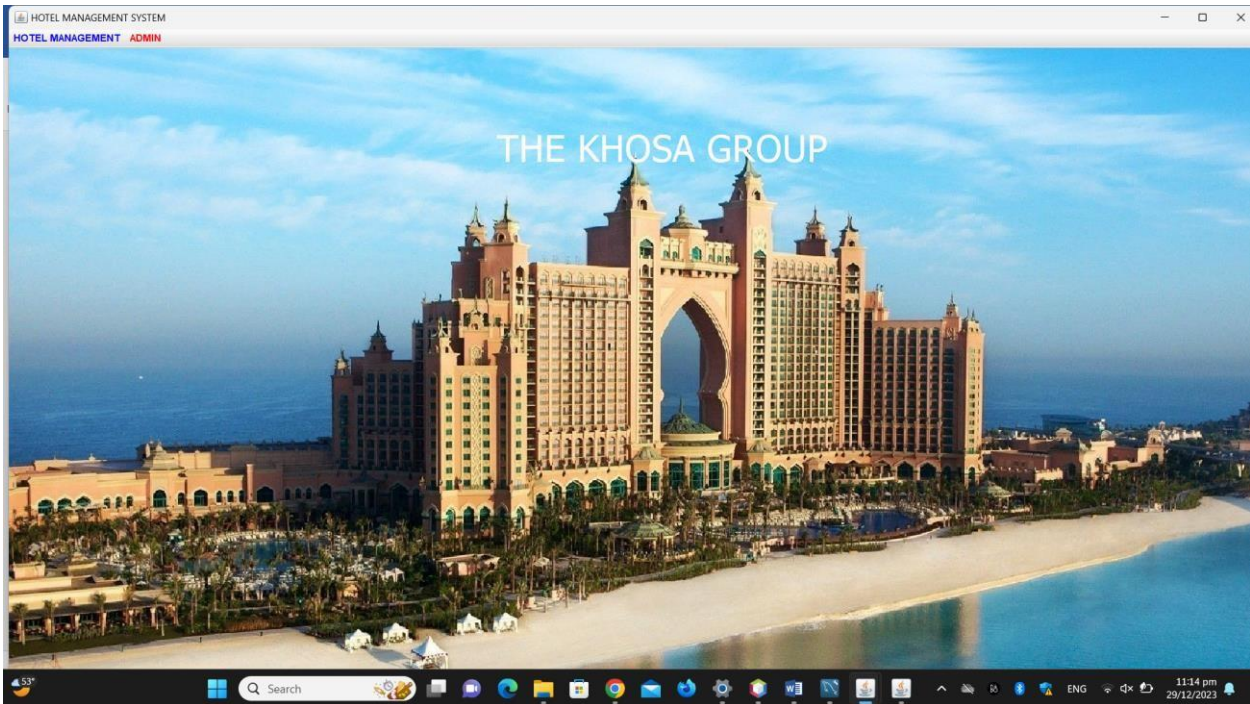 HOTEL MANAGEMENT SYSTEM
HOTEL MANAGEMENT ADMIN
THE KHOSA GROUP
53°
Search
ENG
11:14 pm
29/12/2023